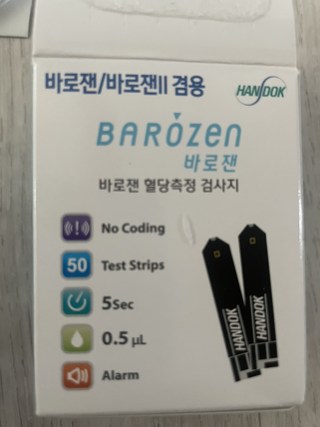 바로잰/바로잰II 겸용
HANDOK
BAROZEN
바로잰
바로잰 혈당측정 검사지
No Coding
50 Test Strips
5Sec
0.5 µL
Alarm
HANDOK
HANDOK